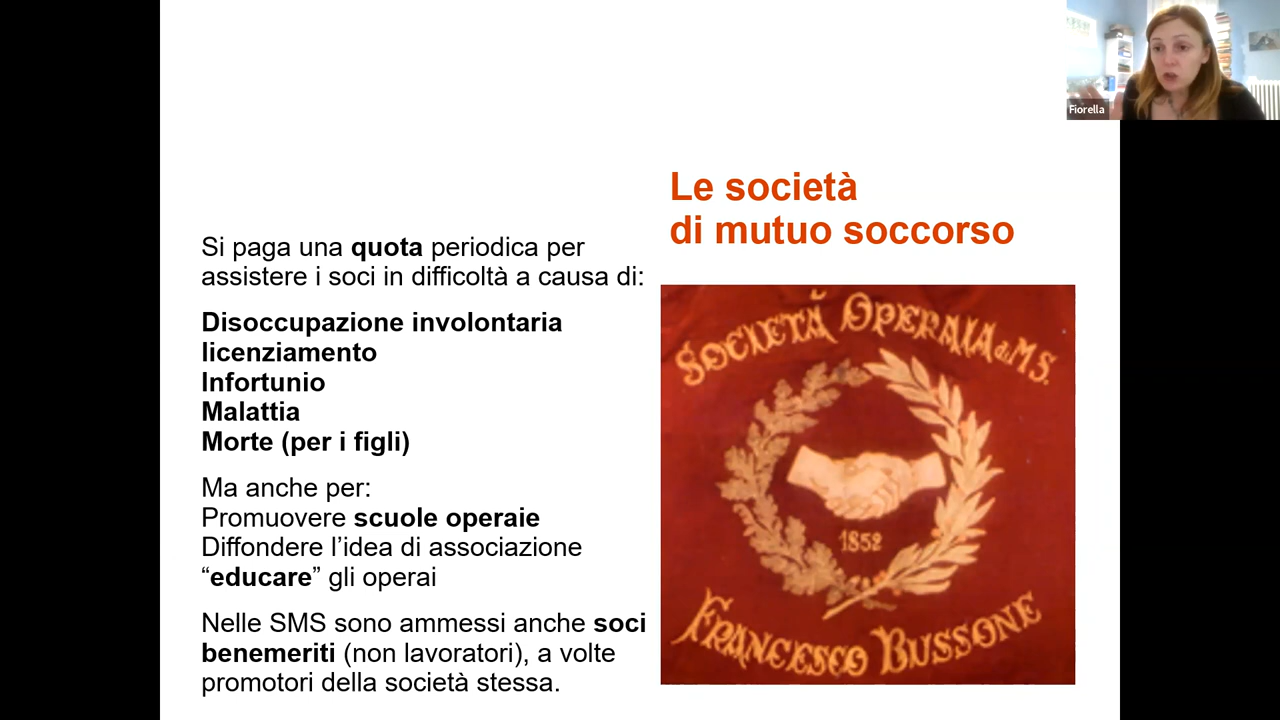 Fiorella
Le società
di mutuo soccorso
Si paga una quota periodica per
assistere i soci in difficoltà a causa di:
Disoccupazione involontaria
licenziamento
Infortunio
Malattia
Morte (per i figli)
Ma anche per:
Promuovere scuole operaie
Diffondere l’idea di associazione
“educare” gli operai
Nelle SMS sono ammessi anche soci
benemeriti (non lavoratori), a volte
promotori della società stessa.
SOCIETÀ OPERAIA di M S.
1852
FRANCESCO BUSSONE